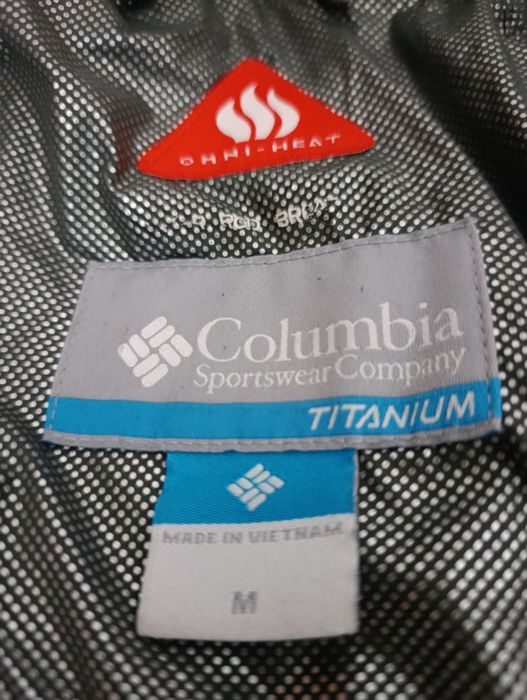 OMNI-HEAT
Columbia
Sportswear Company
TITANIUM
MADE IN VIETNAM
M